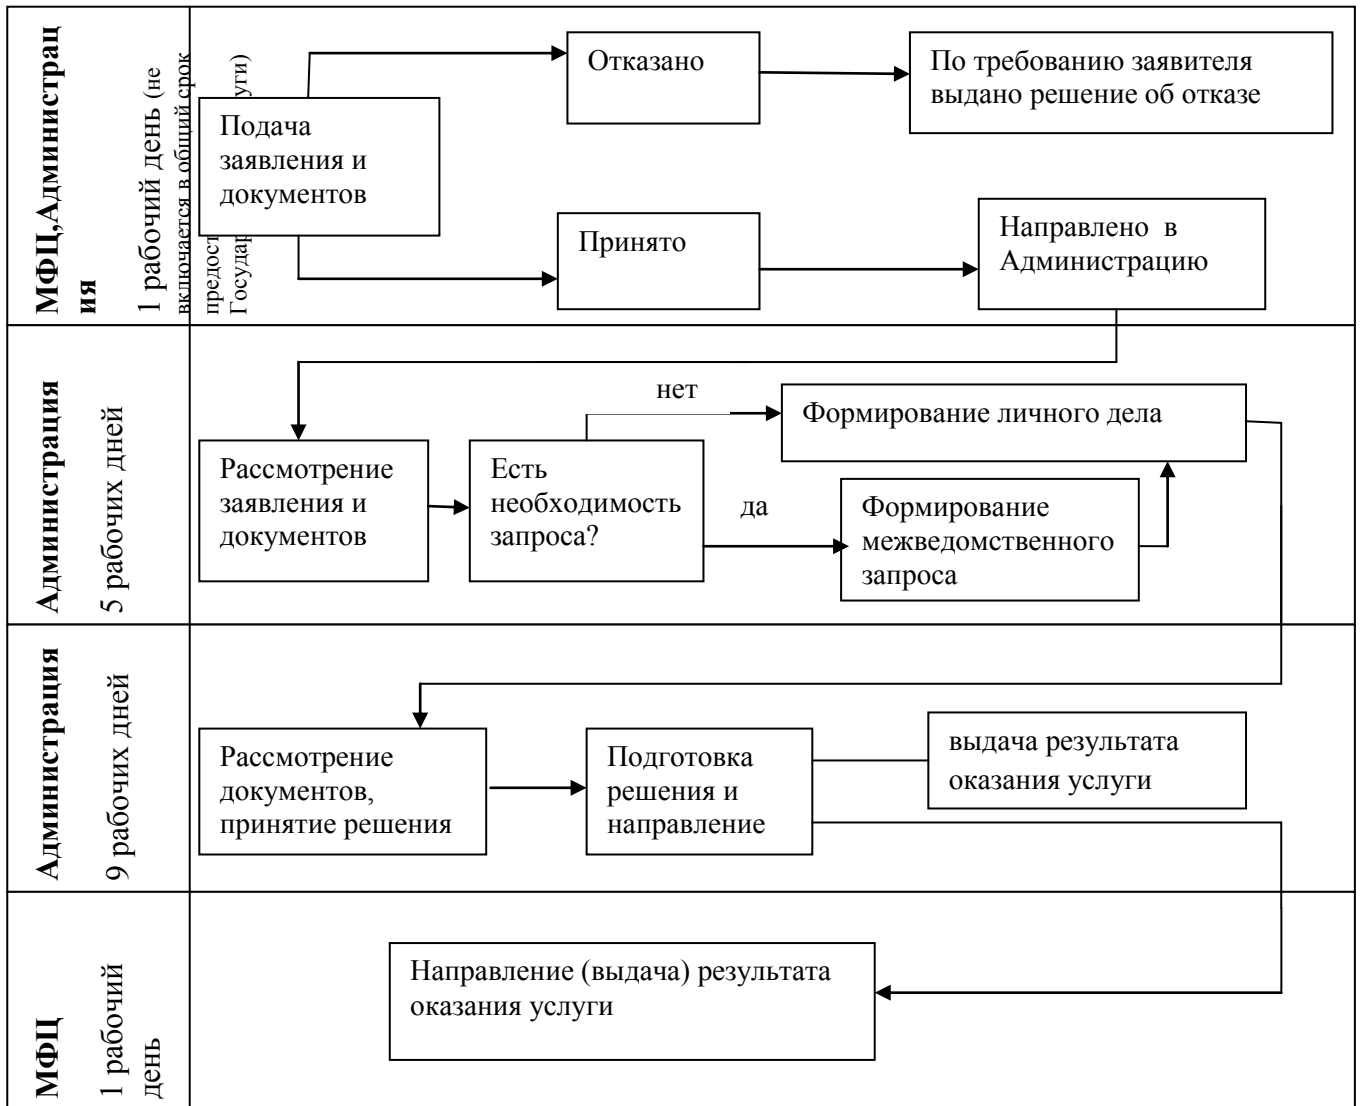 МФЦ,Администрац
ия
1 рабочий день (не
включается в общий срок
предост
Государ
уги)
Подача
заявления и
документов
Отказано
По требованию заявителя
выдано решение об отказе
Принято
Направлено в
Администрацию
Администрация
5 рабочих дней
Рассмотрение
заявления и
документов
Есть
необходимость
запроса?
нет
Формирование личного дела
да
Формирование
межведомственного
запроса
Администрация
9 рабочих дней
Рассмотрение
документов,
принятие решения
Подготовка
решения и
направление
выдача результата
оказания услуги
МФЦ
1 рабочий
день
Направление (выдача) результата
оказания услуги